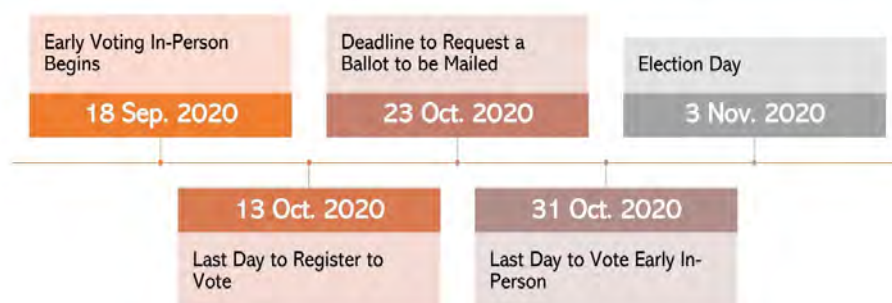 Early Voting In-Person
Begins
18 Sep. 2020
Deadline to Request a
Ballot to be Mailed
23 Oct. 2020
Election Day
3 Nov. 2020
13 Oct. 2020
Last Day to Register to
Vote
31 Oct. 2020
Last Day to Vote Early In-
Person